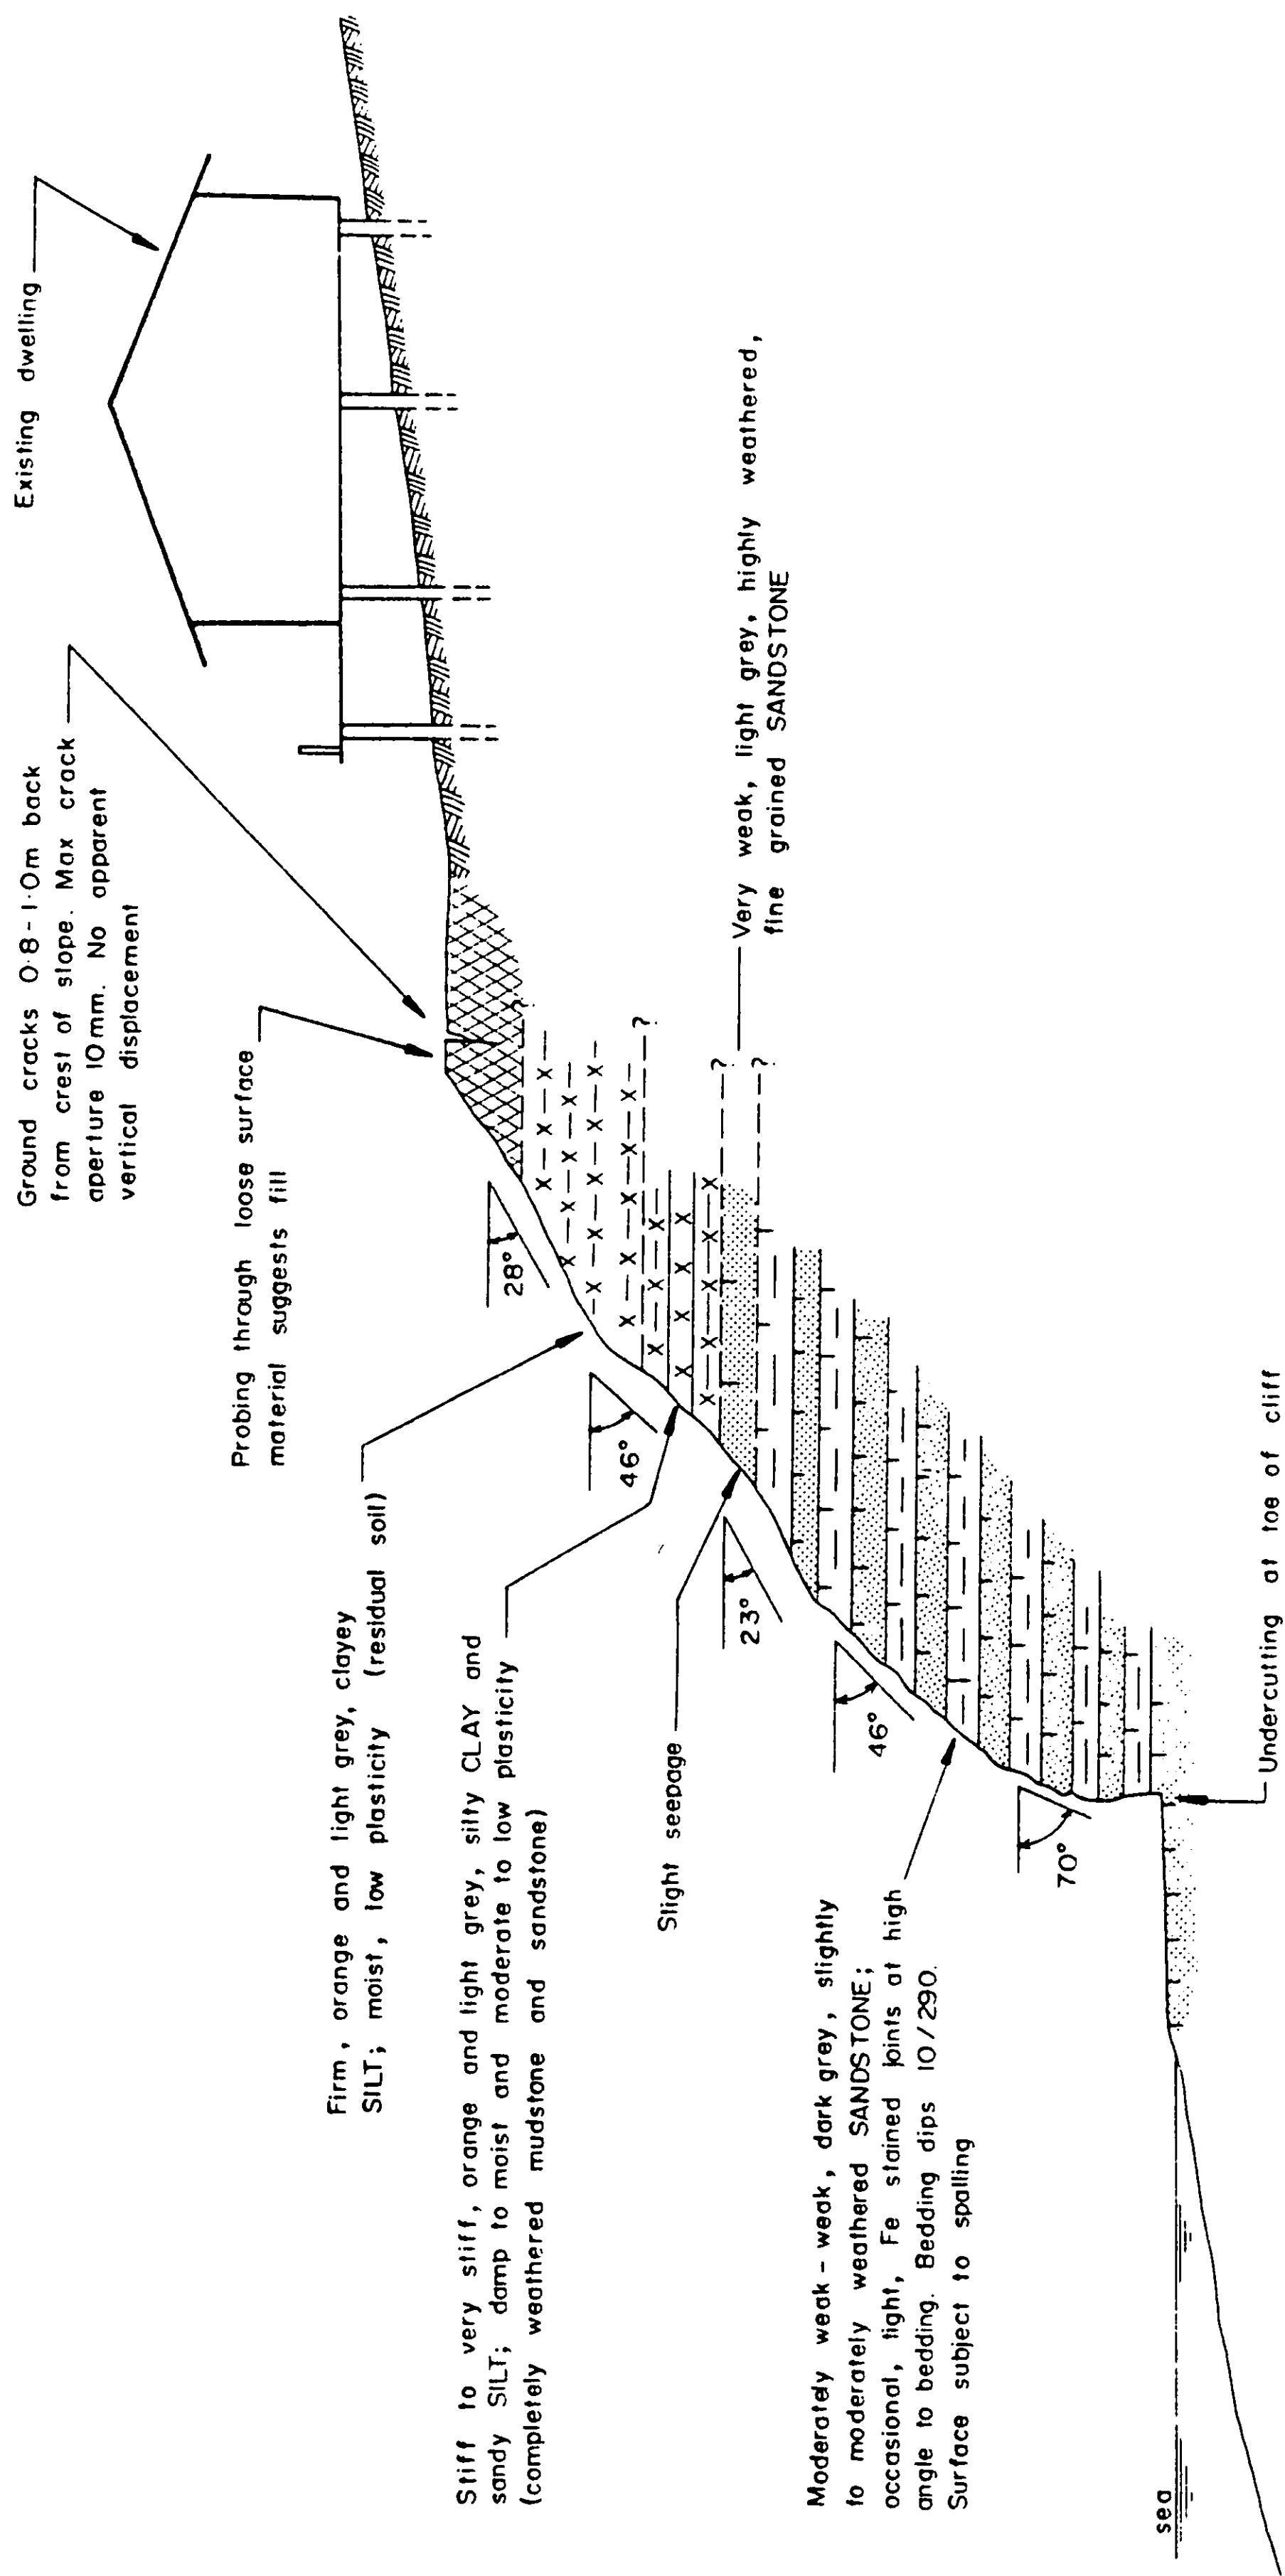 Existing dwelling
Ground cracks 0·8-1·0m back
from crest of slope. Max crack
aperture 10mm. No apparent
vertical displacement
Probing through loose surface
material suggests fill
Firm, orange and light grey, clayey
SILT; moist, low plasticity (residual soil)
Stiff to very stiff, orange and light grey, silty CLAY and
sandy SILT; damp to moist and moderate to low plasticity
(completely weathered mudstone and sandstone)
Slight seepage
Very weak, light grey, highly weathered,
fine grained SANDSTONE
Moderately weak - weak, dark grey, slightly
to moderately weathered SANDSTONE;
occasional, tight, Fe stained joints at high
angle to bedding. Bedding dips 10/290.
Surface subject to spalling
28°
46°
23°
46°
70°
?
?
?
?
sea
Undercutting at toe of cliff